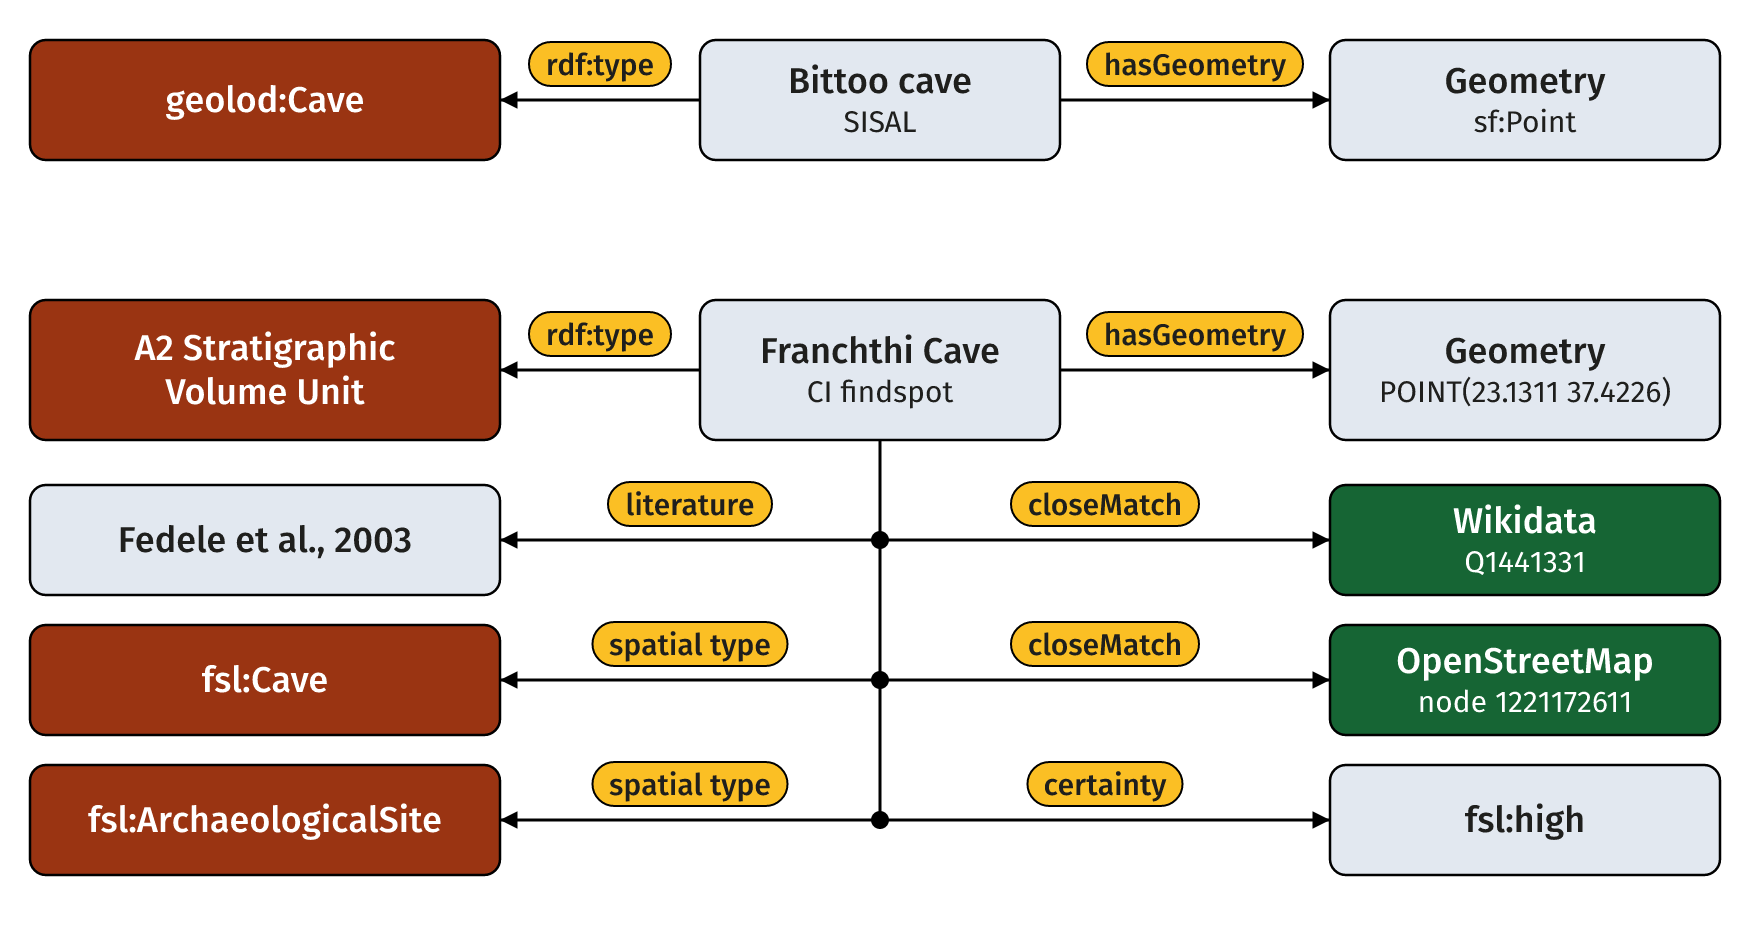 geolod:Cave
rdf:type
Bittoo cave
SISAL
hasGeometry
Geometry
sf:Point
A2 Stratigraphic
Volume Unit
rdf:type
Franchthi Cave
CI findspot
hasGeometry
Geometry
POINT(23.1311 37.4226)
Fedele et al., 2003
literature
closeMatch
Wikidata
Q1441331
fsl:Cave
spatial type
closeMatch
OpenStreetMap
node 1221172611
fsl:ArchaeologicalSite
spatial type
certainty
fsl:high